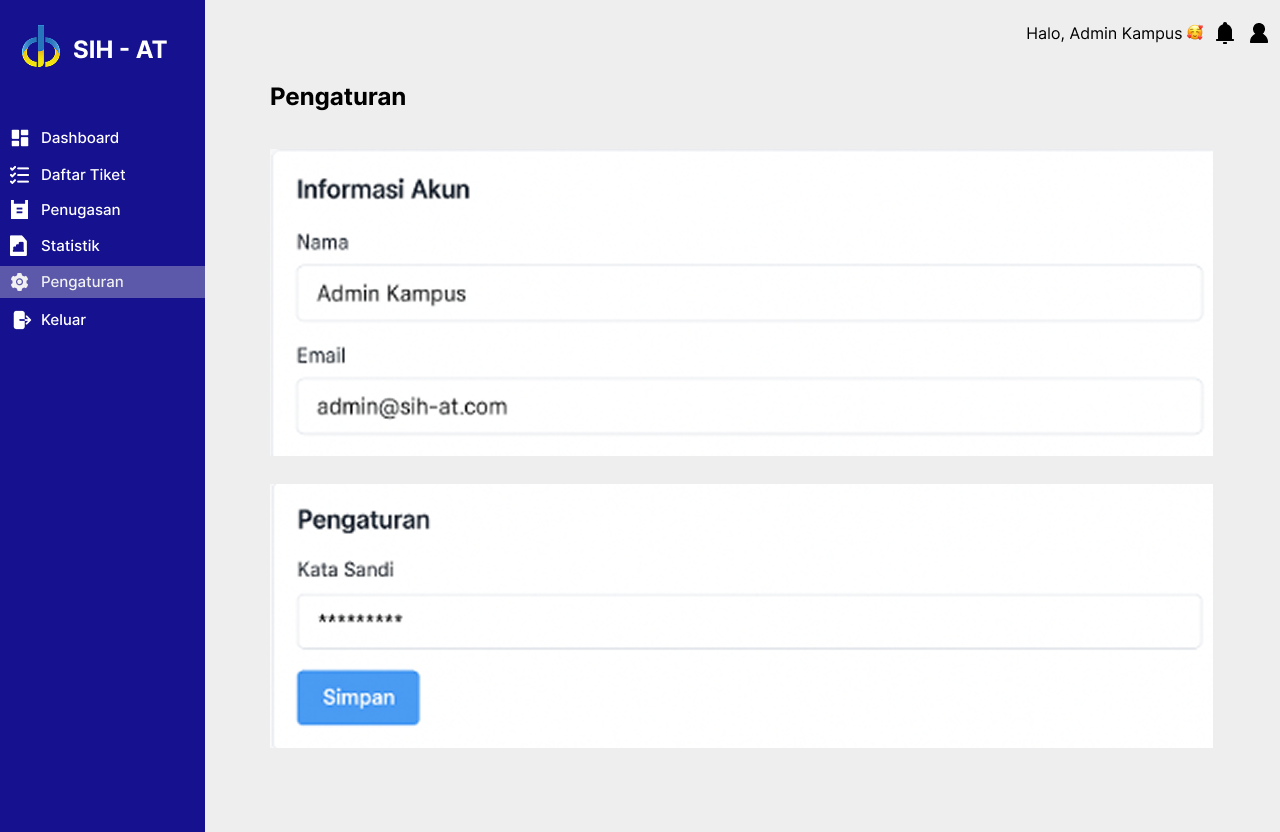 SIH - AT
Halo, Admin Kampus 🥰
Dashboard
Daftar Tiket
Penugasan
Statistik
Pengaturan
Keluar
Pengaturan
Informasi Akun
Nama
Admin Kampus
Email
admin@sih-at.com
Pengaturan
Kata Sandi
*********
Simpan